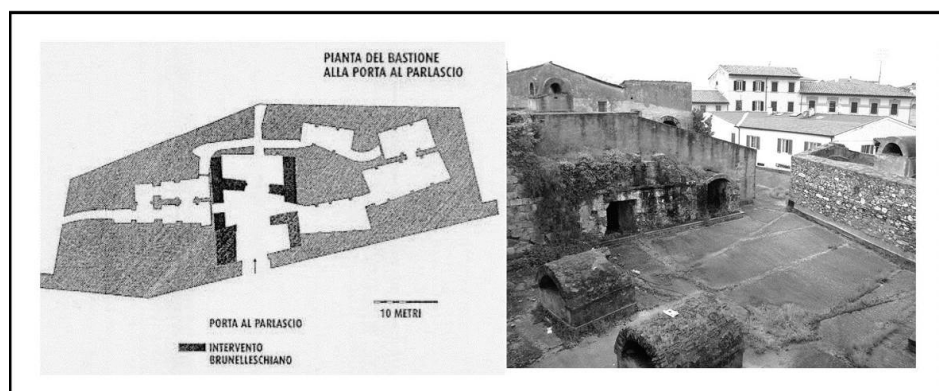 PIANTA DEL BASTIONE
ALLA PORTA AL PARLASCIO
10 METRI
PORTA AL PARLASCIO
INTERVENTO
BRUNELLESCHIANO